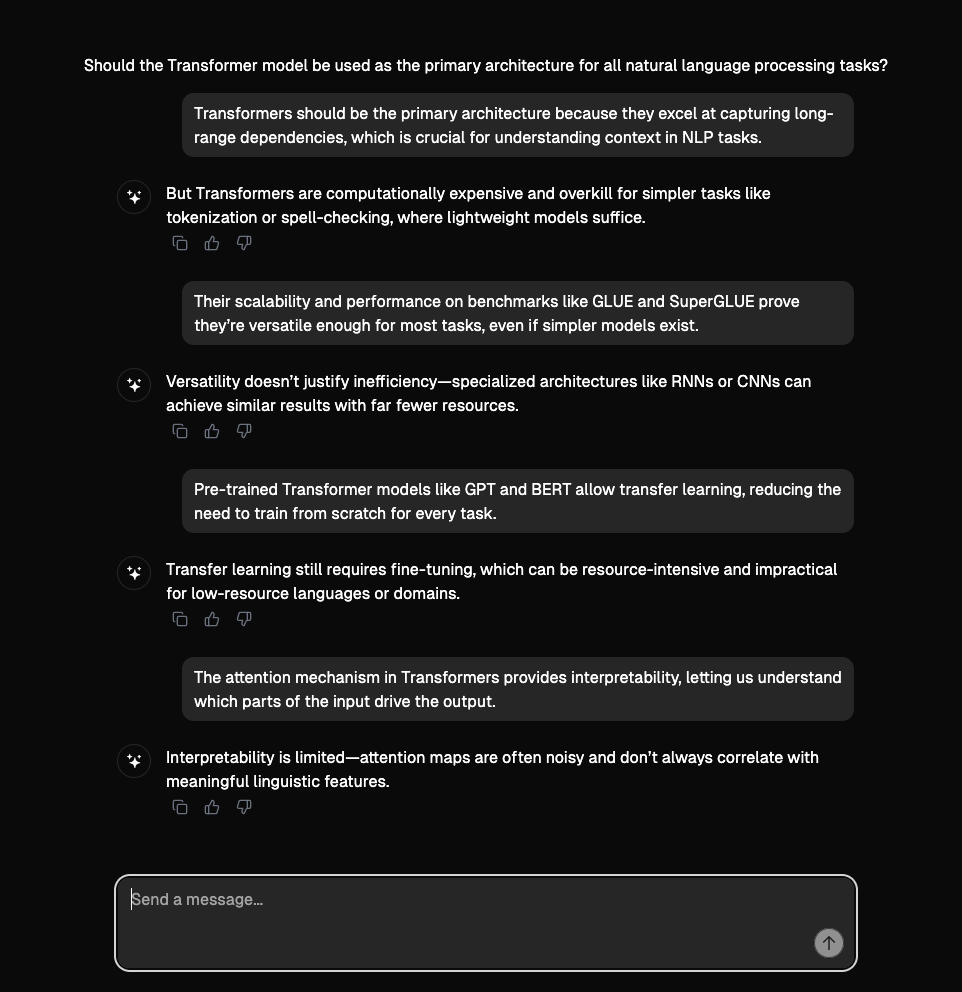 Should the Transformer model be used as the primary architecture for all natural language processing tasks?
Transformers should be the primary architecture because they excel at capturing long-
range dependencies, which is crucial for understanding context in NLP tasks.
But Transformers are computationally expensive and overkill for simpler tasks like
tokenization or spell-checking, where lightweight models suffice.
Their scalability and performance on benchmarks like GLUE and SuperGLUE prove
they’re versatile enough for most tasks, even if simpler models exist.
Versatility doesn’t justify inefficiency—specialized architectures like RNNs or CNNs can
achieve similar results with far fewer resources.
Pre-trained Transformer models like GPT and BERT allow transfer learning, reducing the
need to train from scratch for every task.
Transfer learning still requires fine-tuning, which can be resource-intensive and impractical
for low-resource languages or domains.
The attention mechanism in Transformers provides interpretability, letting us understand
which parts of the input drive the output.
Interpretability is limited—attention maps are often noisy and don’t always correlate with
meaningful linguistic features.
Send a message...